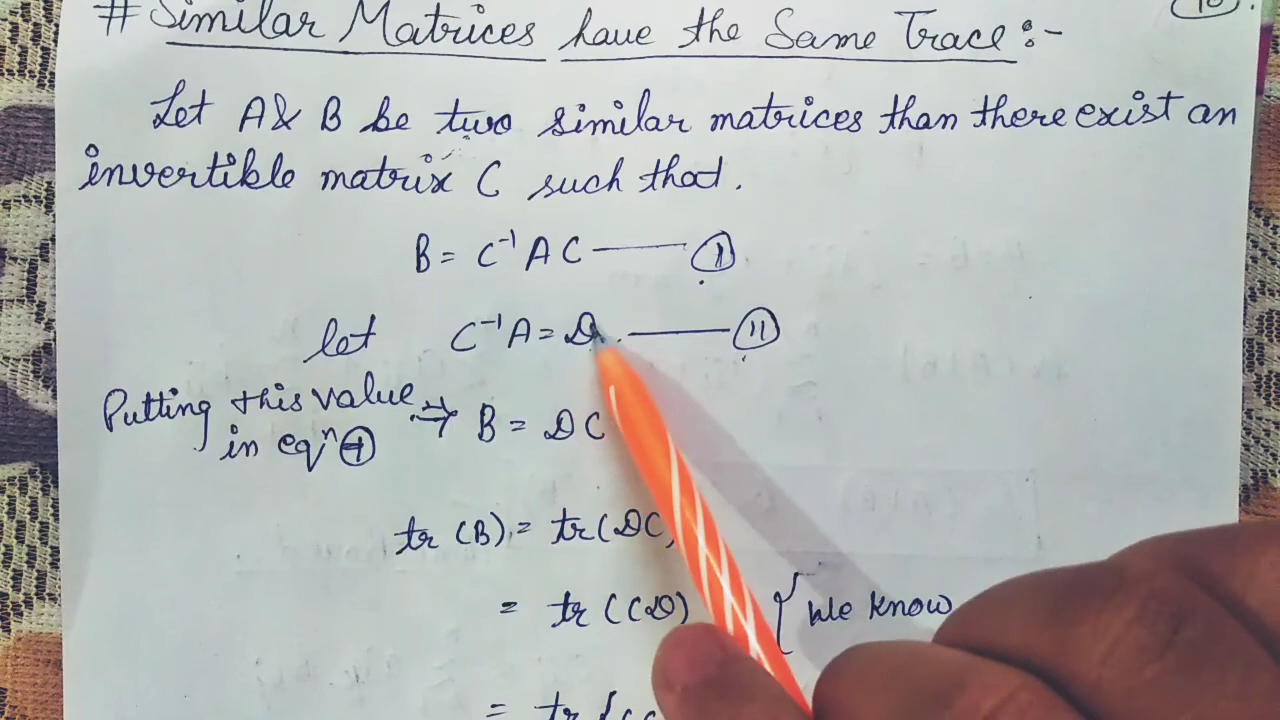 # Similar Matrices have the Same Trace :-
Let A & B be two similar matrices than there exist an
invertible matrix C such that.
B = C⁻¹ A C —— (I)
let C⁻¹A = D —— (II)
Putting this value
in eqⁿ (I) ⇒ B = DC
tr (B) = tr (DC)
= tr (CD) { We know
= tr {